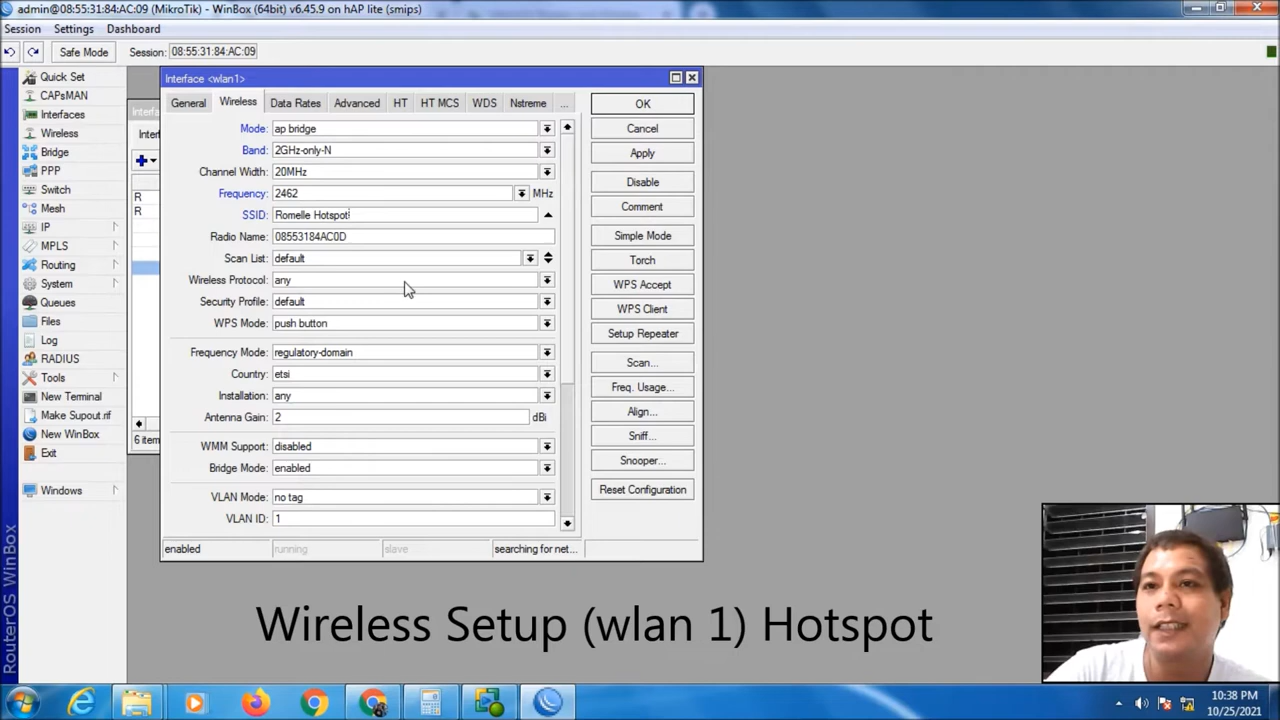 admin@08:55:31:84:AC:09 (MikroTik) - WinBox (64bit) v6.45.9 on hAP lite (smips)
Session Settings Dashboard
Safe Mode Session: 08:55:31:84:AC:09
Quick Set
CAPsMAN
Interfaces
Wireless
Bridge
PPP
Switch
Mesh
IP
MPLS
Routing
System
Queues
Files
Log
RADIUS
Tools
New Terminal
Make Supout.rif
New WinBox
Exit
Windows
RouterOS WinBox
R
R
6 item
Interface <wlan1>
General Wireless Data Rates Advanced HT HT MCS WDS Nstreme ...
Mode: ap bridge
Band: 2GHz-only-N
Channel Width: 20MHz
Frequency: 2462 MHz
SSID: Romelle Hotspot
Radio Name: 08553184AC0D
Scan List: default
Wireless Protocol: any
Security Profile: default
WPS Mode: push button
Frequency Mode: regulatory-domain
Country: etsi
Installation: any
Antenna Gain: 2 dBi
WMM Support: disabled
Bridge Mode: enabled
VLAN Mode: no tag
VLAN ID: 1
enabled running slave searching for net...
OK
Cancel
Apply
Disable
Comment
Simple Mode
Torch
WPS Accept
WPS Client
Setup Repeater
Scan...
Freq. Usage...
Align...
Sniff...
Snooper...
Reset Configuration
Wireless Setup (wlan 1) Hotspot
10:38 PM
10/25/2021